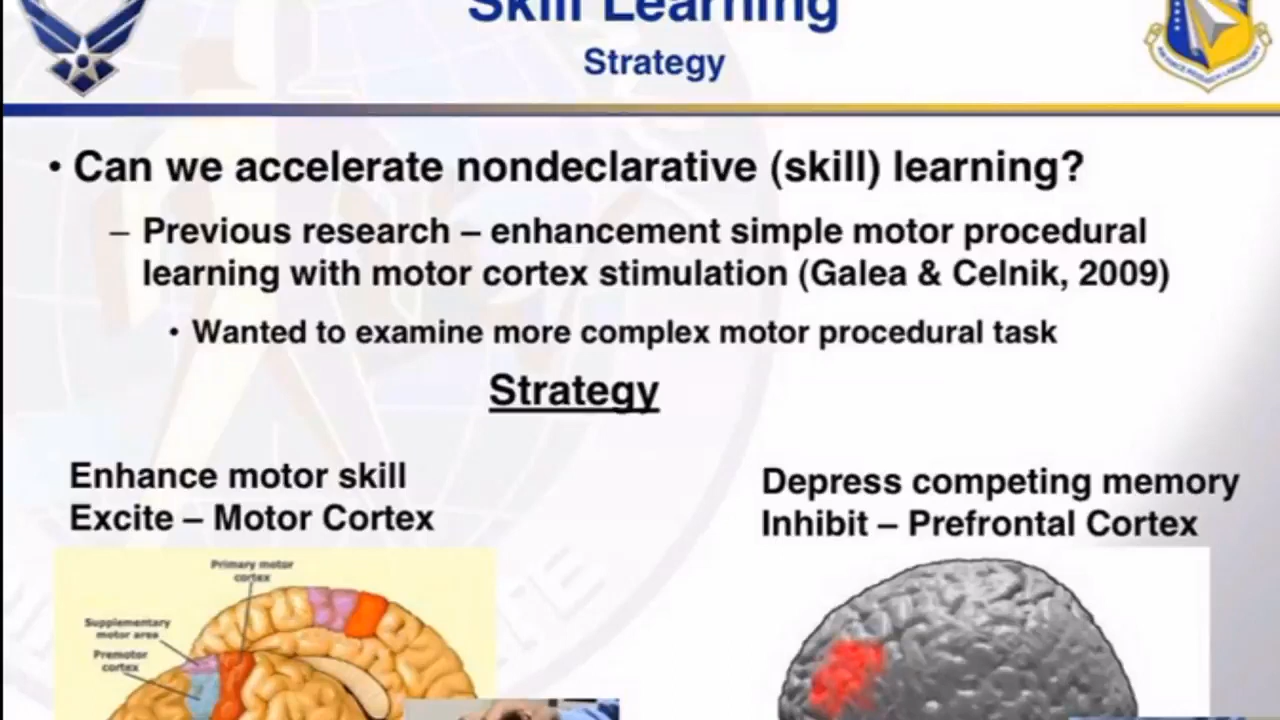 Skill Learning
Strategy
• Can we accelerate nondeclarative (skill) learning?
– Previous research – enhancement simple motor procedural
learning with motor cortex stimulation (Galea & Celnik, 2009)
• Wanted to examine more complex motor procedural task
Strategy
Enhance motor skill
Excite – Motor Cortex
Depress competing memory
Inhibit – Prefrontal Cortex
Primary motor
cortex
Supplementary
motor area
Premotor
cortex